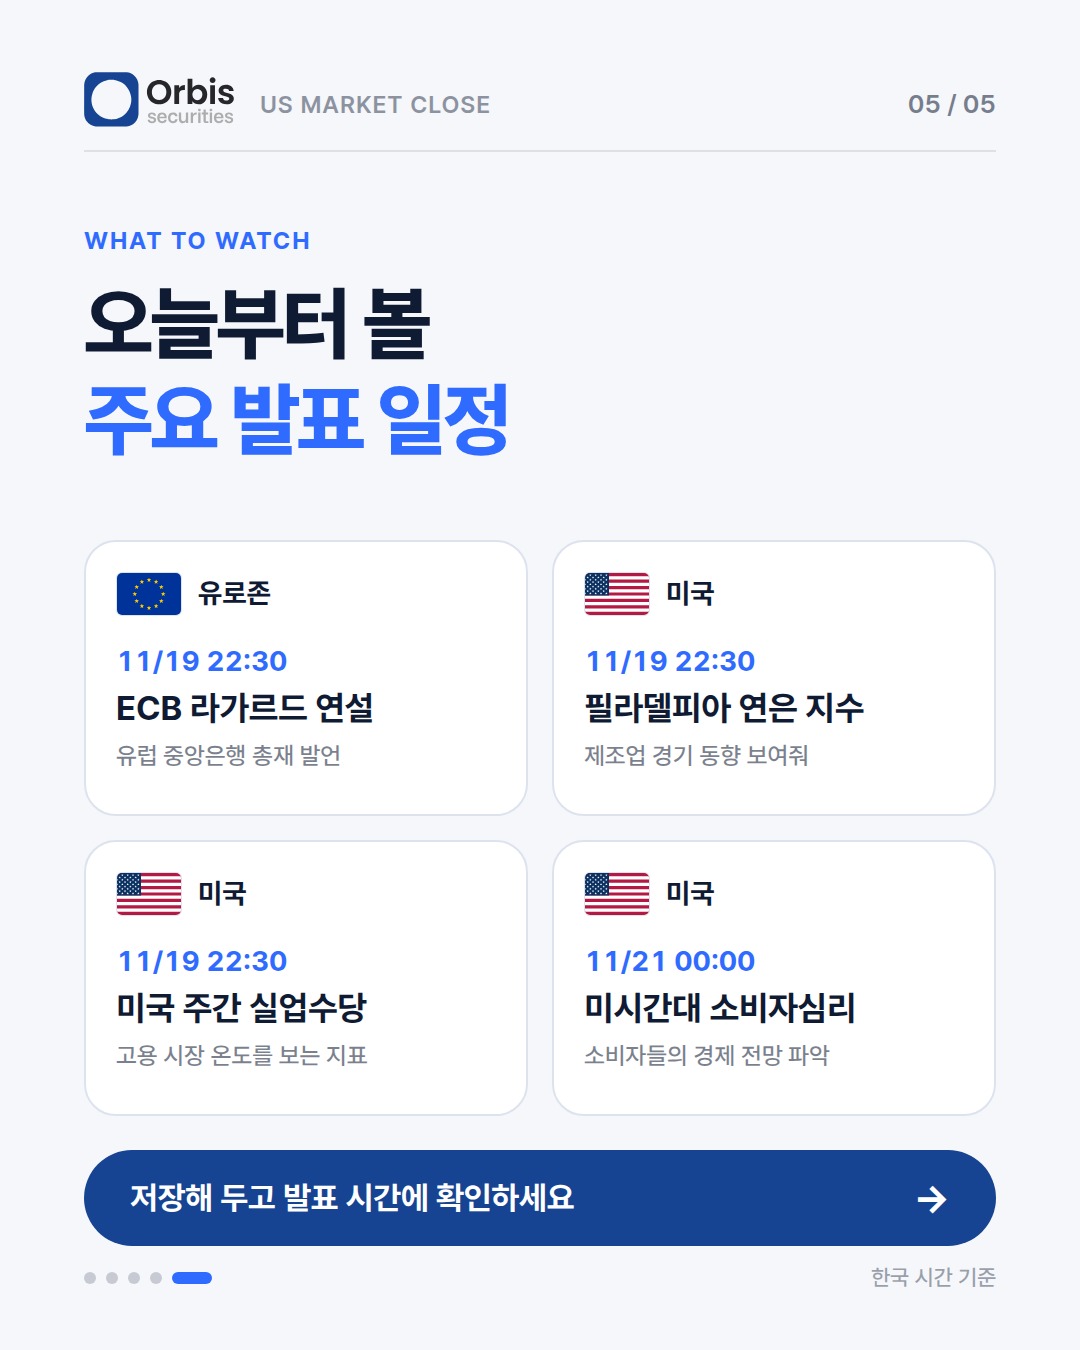 Orbis
securities
US MARKET CLOSE
05 / 05
WHAT TO WATCH
오늘부터 볼
주요 발표 일정
유로존
11/19 22:30
ECB 라가르드 연설
유럽 중앙은행 총재 발언
미국
11/19 22:30
필라델피아 연은 지수
제조업 경기 동향 보여줘
미국
11/19 22:30
미국 주간 실업수당
고용 시장 온도를 보는 지표
미국
11/21 00:00
미시간대 소비자심리
소비자들의 경제 전망 파악
저장해 두고 발표 시간에 확인하세요
한국 시간 기준